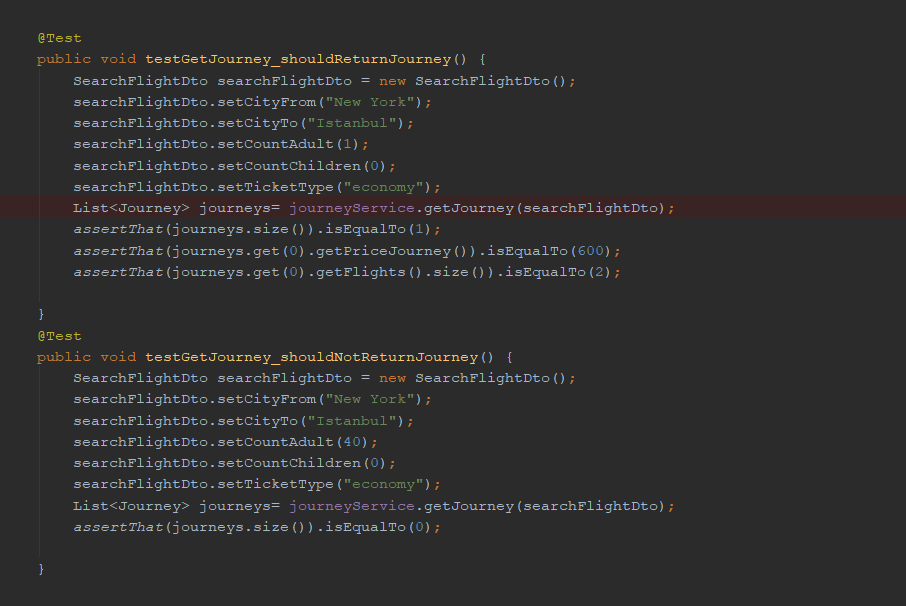 @Test
public void testGetJourney_shouldReturnJourney() {
SearchFlightDto searchFlightDto = new SearchFlightDto();
searchFlightDto.setCityFrom("New York");
searchFlightDto.setCityTo("Istanbul");
searchFlightDto.setCountAdult(1);
searchFlightDto.setCountChildren(0);
searchFlightDto.setTicketType("economy");
List<Journey> journeys= journeyService.getJourney(searchFlightDto);
assertThat(journeys.size()).isEqualTo(1);
assertThat(journeys.get(0).getPriceJourney()).isEqualTo(600);
assertThat(journeys.get(0).getFlights().size()).isEqualTo(2);
}
@Test
public void testGetJourney_shouldNotReturnJourney() {
SearchFlightDto searchFlightDto = new SearchFlightDto();
searchFlightDto.setCityFrom("New York");
searchFlightDto.setCityTo("Istanbul");
searchFlightDto.setCountAdult(40);
searchFlightDto.setCountChildren(0);
searchFlightDto.setTicketType("economy");
List<Journey> journeys= journeyService.getJourney(searchFlightDto);
assertThat(journeys.size()).isEqualTo(0);
}